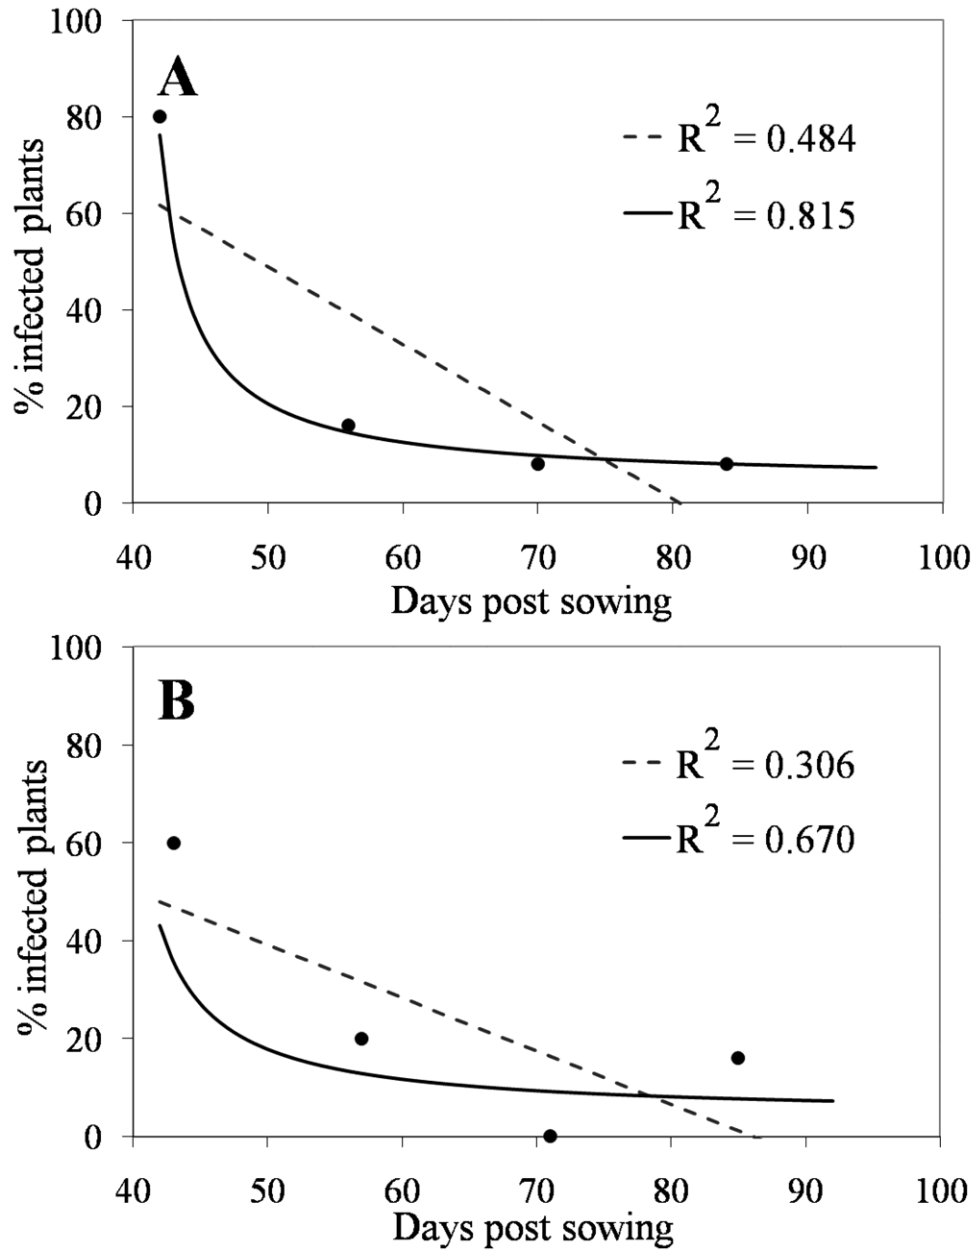 100
A
80
R² = 0.484
60
R² = 0.815
% infected plants
40
20
0
40 50 60 70 80 90 100
Days post sowing
100
B
80
R² = 0.306
60
R² = 0.670
% infected plants
40
20
0
40 50 60 70 80 90 100
Days post sowing